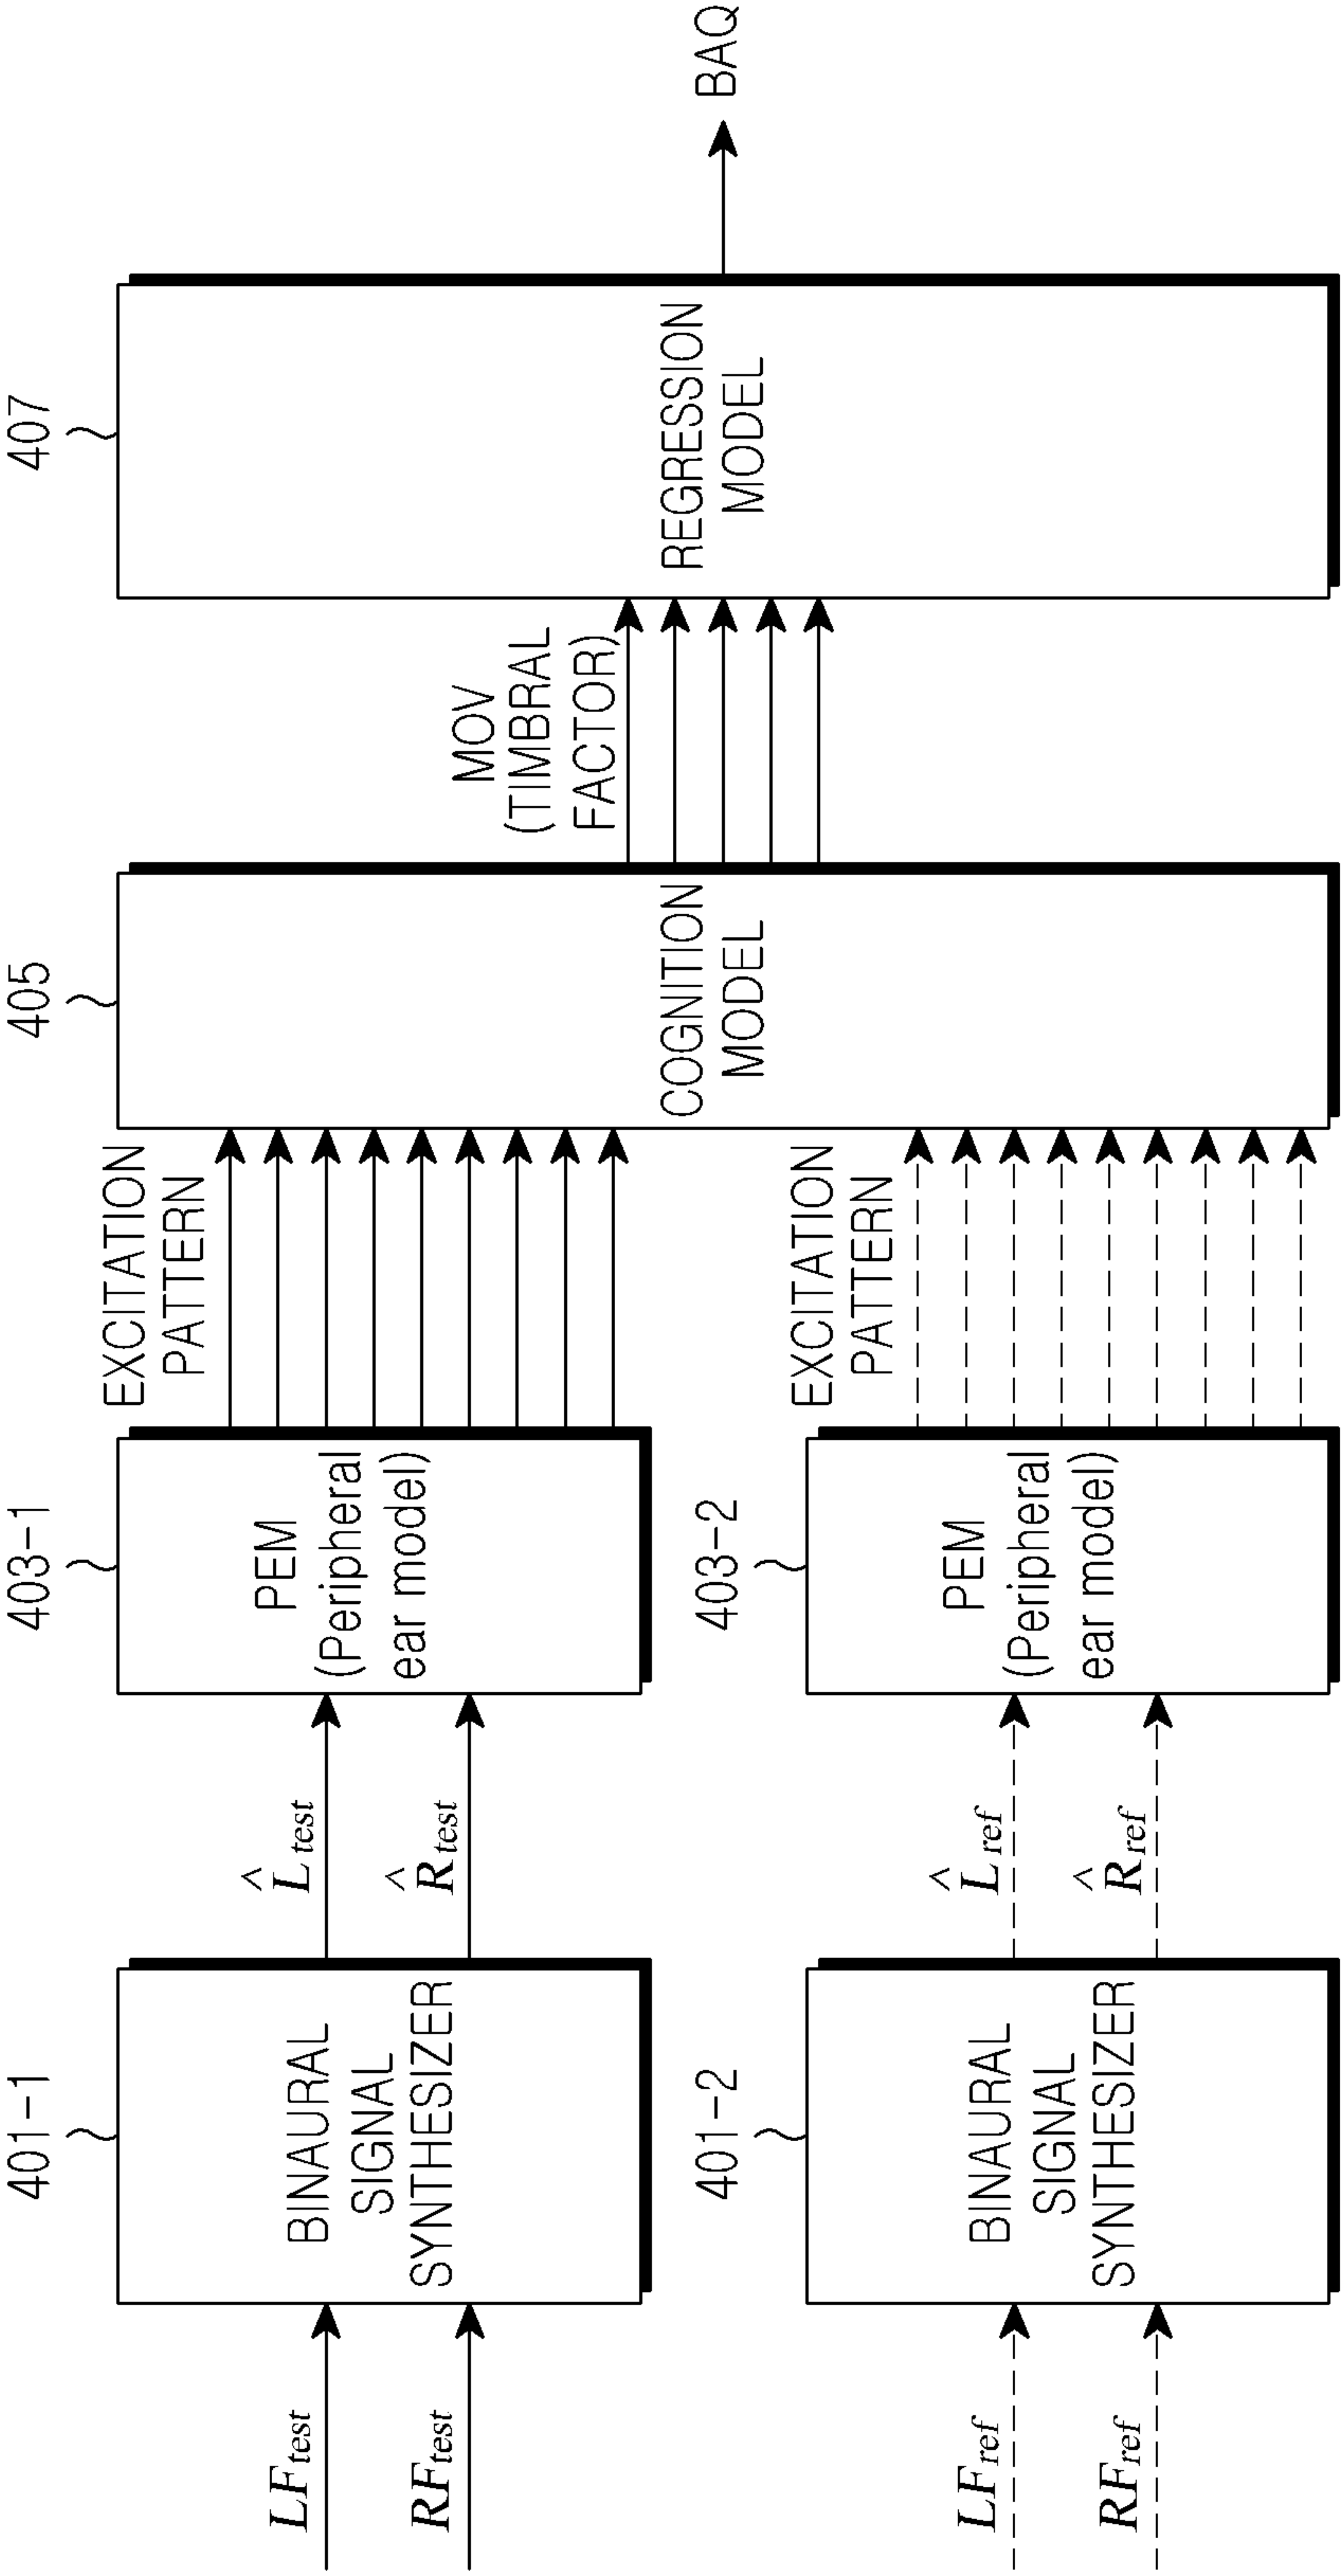 401-1
403-1
405
407
LFtest
RFtest
BINAURAL
SIGNAL
SYNTHESIZER
L̂test
R̂test
PEM
(Peripheral
ear model)
EXCITATION
PATTERN
COGNITION
MODEL
MOV
(TIMBRAL
FACTOR)
REGRESSION
MODEL
BAQ
401-2
403-2
LFref
RFref
BINAURAL
SIGNAL
SYNTHESIZER
L̂ref
R̂ref
PEM
(Peripheral
ear model)
EXCITATION
PATTERN